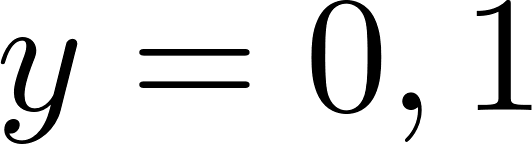 y = 0, 1